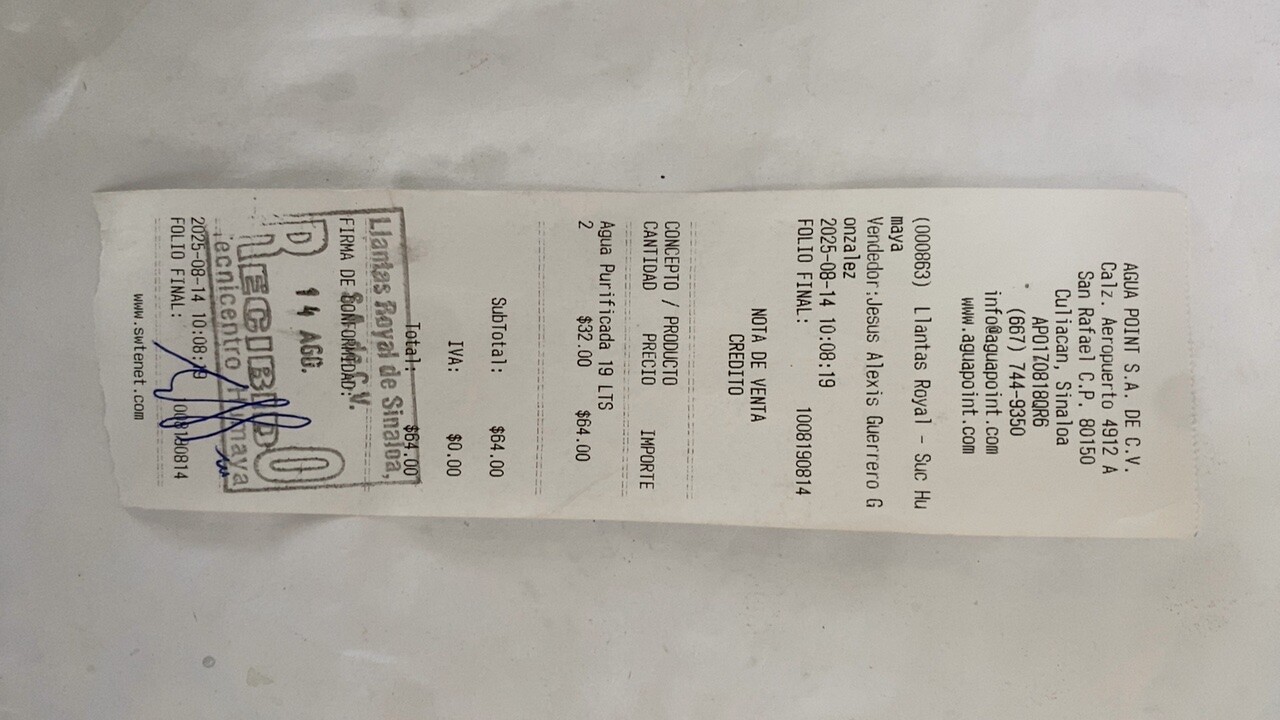 AGUA POINT S.A. DE C.V.
Calz. Aeropuerto 4912 A
San Rafael C.P. 80150
Culiacan, Sinaloa
APO1Z0818QR6
(667) 744-9350
info@aguapoint.com
www.aguapoint.com
(000863) Llantas Royal - Suc Hu
maya
Vendedor:Jesus Alexis Guerrero G
onzalez
2025-08-14 10:08:19
FOLIO FINAL: 1008190814
NOTA DE VENTA
CREDITO
CONCEPTO / PRODUCTO
CANTIDAD PRECIO IMPORTE
Agua Purificada 19 LTS
2 $32.00 $64.00
SubTotal: $64.00
IVA: $0.00
Total: $64.00
Llantas Royal de Sinaloa,
S.A. de C.V.
FIRMA DE CONFORMIDAD:
14 AGO.
RECIBIDO
Tecnicentro Humaya
2025-08-14 10:08:19
FOLIO FINAL: 1008190814
www.swtenet.com